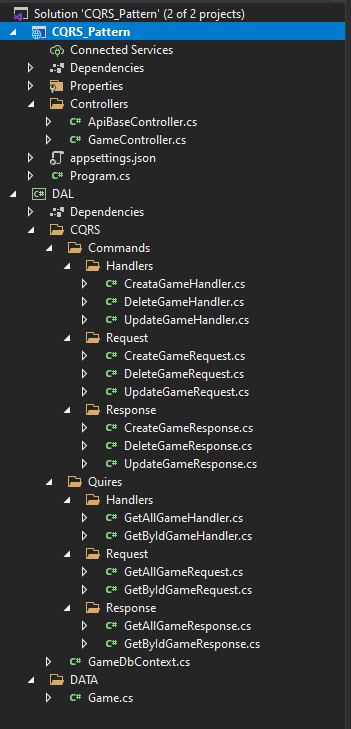 Solution 'CQRS_Pattern' (2 of 2 projects)
CQRS_Pattern
Connected Services
Dependencies
Properties
Controllers
C# ApiBaseController.cs
C# GameController.cs
appsettings.json
C# Program.cs
C# DAL
Dependencies
CQRS
Commands
Handlers
C# CreataGameHandler.cs
C# DeleteGameHandler.cs
C# UpdateGameHandler.cs
Request
C# CreateGameRequest.cs
C# DeleteGameRequest.cs
C# UpdateGameRequest.cs
Response
C# CreateGameResponse.cs
C# DeleteGameResponse.cs
C# UpdateGameResponse.cs
Quires
Handlers
C# GetAllGameHandler.cs
C# GetByIdGameHandler.cs
Request
C# GetAllGameRequest.cs
C# GetByIdGameRequest.cs
Response
C# GetAllGameResponse.cs
C# GetByIdGameResponse.cs
C# GameDbContext.cs
DATA
C# Game.cs